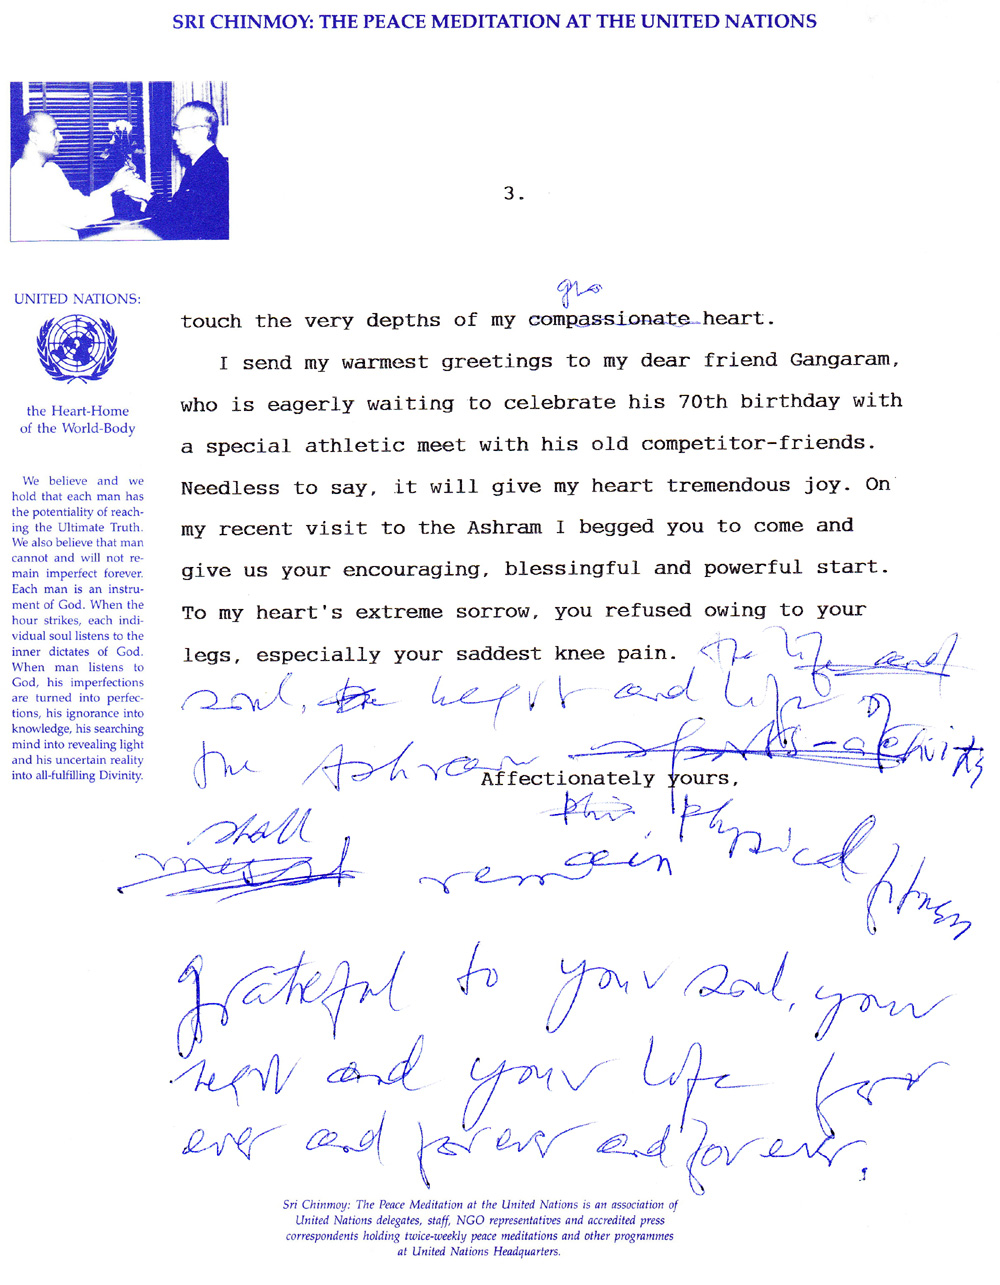 SRI CHINMOY: THE PEACE MEDITATION AT THE UNITED NATIONS
3.
UNITED NATIONS:
the Heart-Home
of the World-Body
We believe and we
hold that each man has
the potentiality of reach-
ing the Ultimate Truth.
We also believe that man
cannot and will not re-
main imperfect forever.
Each man is an instru-
ment of God. When the
hour strikes, each indi-
vidual soul listens to the
inner dictates of God.
When man listens to
God, his imperfections
are turned into perfec-
tions, his ignorance into
knowledge, his searching
mind into revealing light
and his uncertain reality
into all-fulfilling Divinity.
touch the very depths of my compassionate heart.
I send my warmest greetings to my dear friend Gangaram,
who is eagerly waiting to celebrate his 70th birthday with
a special athletic meet with his old competitor-friends.
Needless to say, it will give my heart tremendous joy. On
my recent visit to the Ashram I begged you to come and
give us your encouraging, blessingful and powerful start.
To my heart's extreme sorrow, you refused owing to your
legs, especially your saddest knee pain. The life and
soul, the heart and life of
the Ashram sports-activity
Affectionately yours,
physical fitness
shall must remain
grateful to your soul, your
heart and your life for
ever and forever and forever.
Sri Chinmoy: The Peace Meditation at the United Nations is an association of
United Nations delegates, staff, NGO representatives and accredited press
correspondents holding twice-weekly peace meditations and other programmes
at United Nations Headquarters.